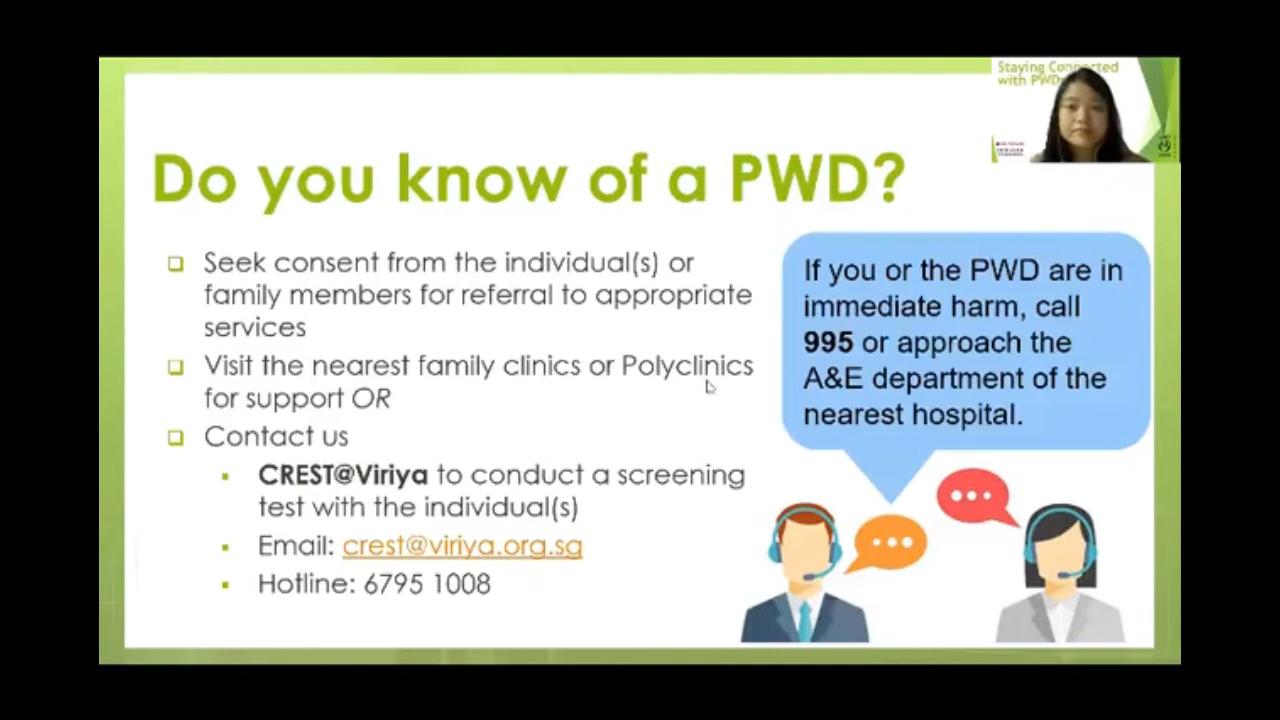 Staying Connected
with PWDs
Do you know of a PWD?
Seek consent from the individual(s) or
family members for referral to appropriate
services
Visit the nearest family clinics or Polyclinics
for support OR
Contact us
CREST@Viriya to conduct a screening
test with the individual(s)
Email: crest@viriya.org.sg
Hotline: 6795 1008
If you or the PWD are in
immediate harm, call
995 or approach the
A&E department of the
nearest hospital.